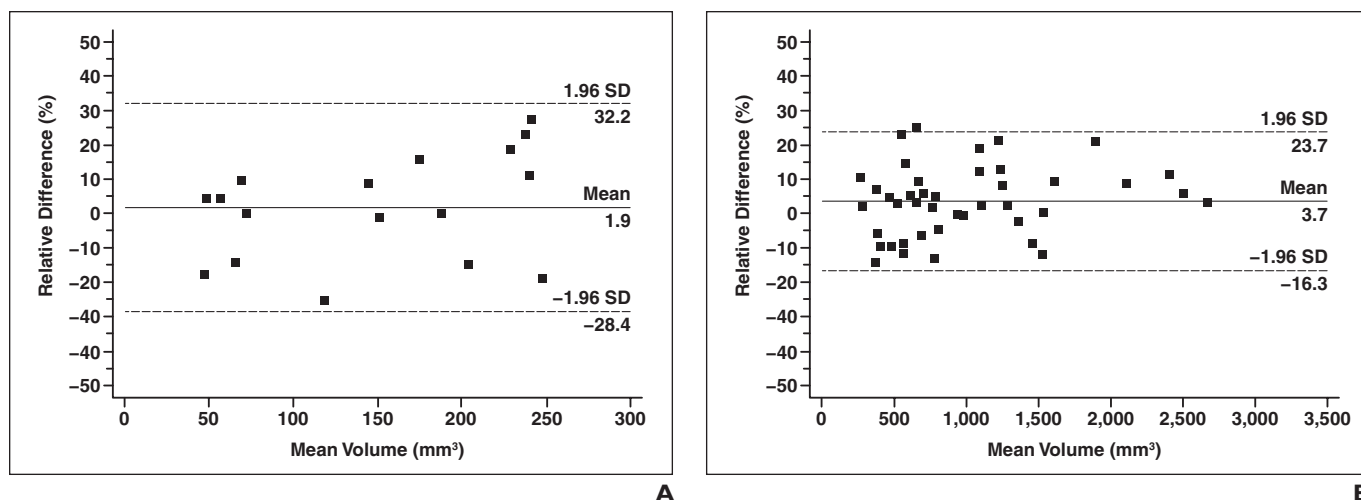 50
40
30
20
10
0
−10
−20
−30
−40
−50
Relative Difference (%)
1.96 SD
32.2
Mean
1.9
−1.96 SD
−28.4
0 50 100 150 200 250 300
Mean Volume (mm³)
A
50
40
30
20
10
0
−10
−20
−30
−40
−50
Relative Difference (%)
1.96 SD
23.7
Mean
3.7
−1.96 SD
−16.3
0 500 1,000 1,500 2,000 2,500 3,000 3,500
Mean Volume (mm³)